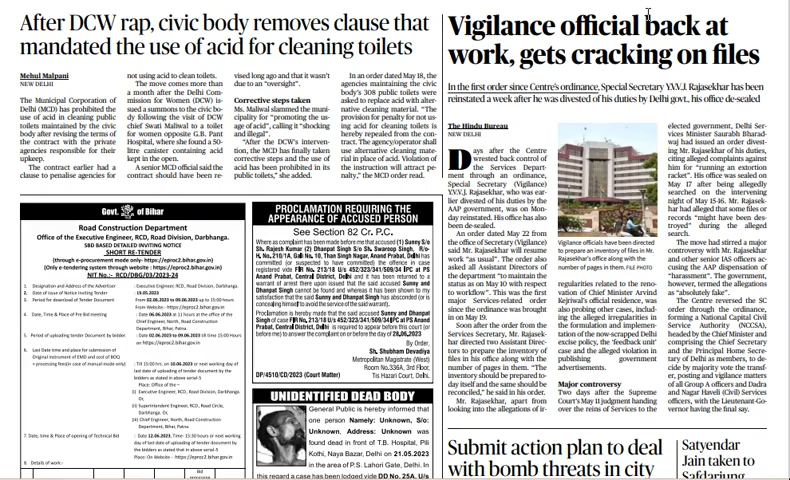 After DCW rap, civic body removes clause that
mandated the use of acid for cleaning toilets
Mehul Malpani
NEW DELHI
The Municipal Corporation of
Delhi (MCD) has prohibited the
use of acid in cleaning public
toilets maintained by the civic
body after revising the terms of
the contract with the private
agencies responsible for their
upkeep.
The contract earlier had a
clause to penalise agencies for
not using acid to clean toilets.
The move comes more than
a month after the Delhi Com-
mission for Women (DCW) is-
sued a summons to the civic bo-
dy following the visit of DCW
chief Swati Maliwal to a toilet
for women opposite G.B. Pant
Hospital, where she found a 50-
litre canister containing acid
kept in the open.
A senior MCD official said the
contract should have been re-
vised long ago and that it wasn't
due to an "oversight".
Corrective steps taken
Ms. Maliwal slammed the muni-
cipality for "promoting the us-
age of acid", calling it "shocking
and illegal".
"After the DCW's interven-
tion, the MCD has finally taken
corrective steps and the use of
acid has been prohibited in its
public toilets", she added.
In an order dated May 18, the
agencies maintaining the civic
body's 308 public toilets were
asked to replace acid with alter-
native cleaning material. "The
provision for penalty for not us-
ing acid for cleaning toilets is
hereby repealed from the con-
tract. The agency/operator shall
use alternative cleaning mate-
rial in place of acid. Violation of
the instruction will attract pe-
nalty," the MCD order read.
Vigilance official back at
work, gets cracking on files
In the first order since Centre's ordinance, Special Secretary Y.V.V.J. Rajasekhar has been
reinstated a week after he was divested of his duties by Delhi govt., his office de-sealed
The Hindu Bureau
NEW DELHI
Days after the Centre
wrested back control of
the Services Depart-
ment through an ordinance,
Special Secretary (Vigilance)
Y.V.V.J. Rajasekhar, who was ear-
lier divested of his duties by the
AAP government, was on Mon-
day reinstated. His office has also
been de-sealed.
An order dated May 22 from
the office of Secretary (Vigilance)
said Mr. Rajasekhar will resume
work "as usual". The order also
asked all Assistant Directors of
the department "to maintain the
status as on May 10 with respect
to workflow". This was the first
major Services-related order
since the ordinance was brought
in on May 19.
Soon after the order from the
Services Secretary, Mr. Rajasek-
har directed two Assistant Direc-
tors to prepare the inventory of
files in his office along with the
number of pages in them. "The
inventory should be prepared to-
day itself and the same should be
reconciled," he said in his order.
Mr. Rajasekhar, apart from
looking into the allegations of ir-
Vigilance officials have been directed
to prepare an inventory of files in Mr.
Rajasekhar's office along with the
number of pages in them. FILE PHOTO
regularities related to the reno-
vation of Chief Minister Arvind
Kejriwal's official residence, was
also probing other cases, includ-
ing the alleged irregularities in
the formulation and implemen-
tation of the now-scrapped Delhi
excise policy, the 'feedback unit'
case and the alleged violation in
publishing government
advertisements.
Major controversy
Two days after the Supreme
Court's May 11 judgment handing
over the reins of Services to the
elected government, Delhi Ser-
vices Minister Saurabh Bharad-
waj had issued an order divest-
ing Mr. Rajasekhar of his duties,
citing alleged complaints against
him for "running an extortion
racket". His office was sealed on
May 17 after being allegedly
searched on the intervening
night of May 15-16. Mr. Rajasek-
har had alleged that some files or
records "might have been des-
troyed" during the alleged
search.
The move had stirred a major
controversy with Mr. Rajasekhar
and other senior IAS officers ac-
cusing the AAP dispensation of
"harassment". The government,
however, termed the allegations
as "absolutely fake".
The Centre reversed the SC
order through the ordinance,
forming a National Capital Civil
Service Authority (NCCSA),
headed by the Chief Minister and
comprising the Chief Secretary
and the Principal Home Secre-
tary of Delhi as members, to de-
cide by majority vote the trans-
fer, posting and vigilance matters
of all Group A officers and Dadra
and Nagar Haveli (Civil) Services
officers, with the Lieutenant-Go-
vernor having the final say.
Govt. of Bihar
Road Construction Department
Office of the Executive Engineer, RCD, Road Division, Darbhanga.
SBD BASED DETAILED INVITING NOTICE
SHORT RE-TENDER
(through e-procurement mode only- https://eproc2.bihar.gov.in)
(Only e-tendering system through website : https://eproc2.bihar.gov.in)
NIT No.:- RCD/DBG/03/2023-24
1. Designation and Address of the Advertiser : Executive Engineer, RCD, Road Division, Darbhanga.
2. Date of Issue of Notice Inviting Tender : 19.05.2023
3. Period for download of Tender Document : From 02.06.2023 to 09.06.2023 up to 15:00 hours
Website :- https://eproc2.bihar.gov.in
4. Date, Time & Place of Pre Bid meeting : Date 06.06.2023 at 11 hours at the office of the
Chief Engineer, North, Road Construction
Department, Bihar, Patna.
5. Period of uploading tender Document by bidder. : Date 02.06.2023 to 09.06.2023 till time 15:00 Hours
on https://eproc2.bihar.gov.in
6. Last Date time and place for submission of
Original instrument of EMD and cost of BOQ
+ processing fees(in case of manual mode only) : Till 15:00 hrs. on 10.06.2023 or next working day of
last date of uploading of tender document by the
bidders as stated in above serial-5
Place: Office of the –
(i) Executive Engineer, RCD, Road Division, Darbhanga.
Or,
(ii) Superintendent Engineer, RCD, Road Circle,
Darbhanga. Or,
(iii) Chief Engineer, North, Road Construction
Department, Bihar, Patna.
7. Date, Time & Place of opening of Technical Bid : Date 12.06.2023, Time- 15:30 hours or next working
day of last date of uploading of tender document by
the bidders as stated in above serial-5
Place: On Website - https://eproc2.bihar.gov.in
8. Details of work:-
Bid
PROCLAMATION REQUIRING THE
APPEARANCE OF ACCUSED PERSON
See Section 82 Cr. P.C.
Where as complaint has been made before me that accused (1) Sunny S/o
Sh. Rajesh Kumar (2) Dhanpat Singh S/o Sh. Swaroop Singh, R/o-
H. No. 210/1A, Gali No. 10, Than Singh Nagar, Anand Parbat, Delhi has
committed (or suspected to have committed) the offence in case
registered vide FIR No. 213/18 U/s 452/323/341/509/34 IPC at PS
Anand Parbat, Central District, Delhi and it has been returned to a
warrant of arrest there upon issued that the said accused Sunny and
Dhanpat Singh cannot be found and whereas it has been shown to my
satisfaction that the said Sunny and Dhanpat Singh has absconded (or is
concealing himself to avoid the service of the said warrant).
Proclamation is hereby made that the accused Sunny and Dhanpat
Singh of case FIR No. 213/18 U/s 452/323/341/509/34 IPC at PS Anand
Parbat, Central District, Delhi is required to appear before this court (or
before me) to answer the complaint on or before the day of 28.06.2023
By Order,
Sh. Shubham Devadiya
Metropolitan Magistrate (West)
Room No.336A, 3rd Floor,
DP/4510/CD/2023 (Court Matter) Tis Hazari Court, Delhi.
UNIDENTIFIED DEAD BODY
General Public is hereby informed that
one person Namely: Unknown, S/o:
Unknown, Address: Unknown was
found dead in front of T.B. Hospital, Pili
Kothi, Naya Bazar, Delhi on 21.05.2023
in the area of P.S. Lahori Gate, Delhi. In
this regard a case has been lodged vide DD No. 25A, U/s
Submit action plan to deal
with bomb threats in city
Satyendar
Jain taken to
Safdarjung